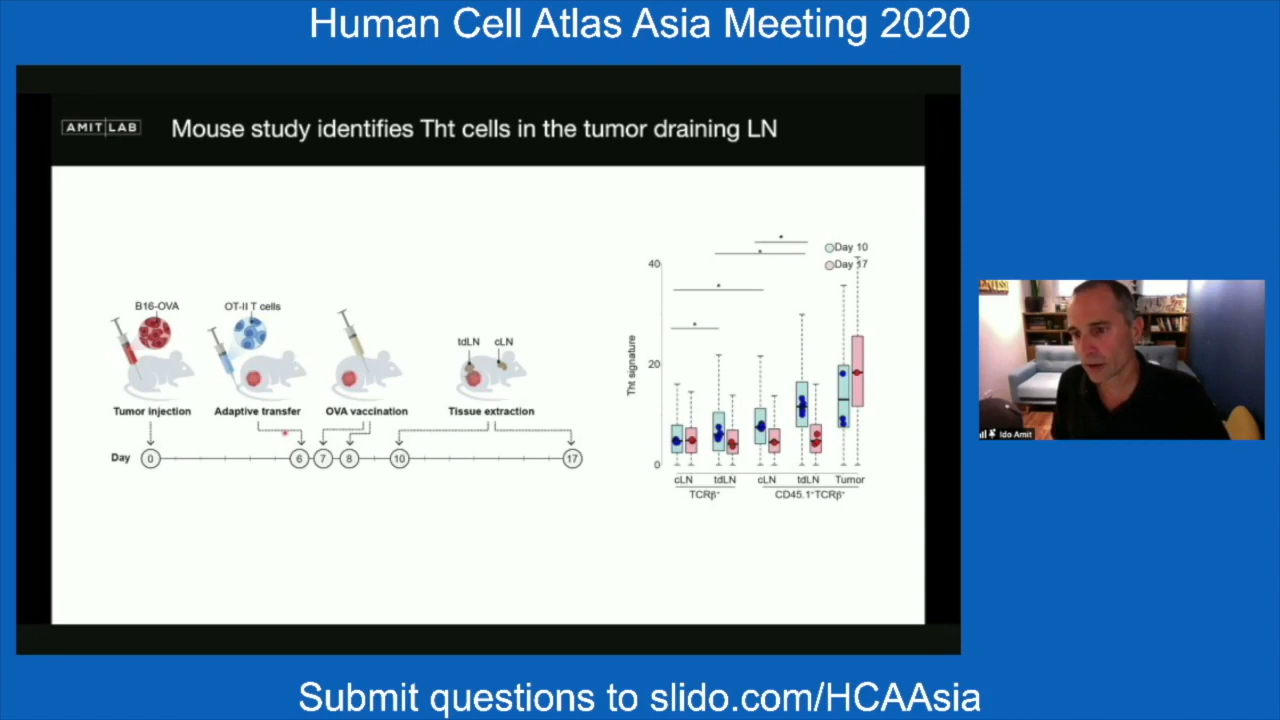 Human Cell Atlas Asia Meeting 2020
AMIT LAB
Mouse study identifies Tht cells in the tumor draining LN
B16-OVA
OT-II T cells
tdLN
cLN
Tumor injection
Adaptive transfer
OVA vaccination
Tissue extraction
Day 0 6 7 8 10 17
Day 10
Day 17
Tht signature
40
20
0
cLN tdLN cLN tdLN Tumor
TCRβ⁺ CD45.1⁺TCRβ⁺
*
*
*
*
Ido Amit
Submit questions to slido.com/HCAAsia